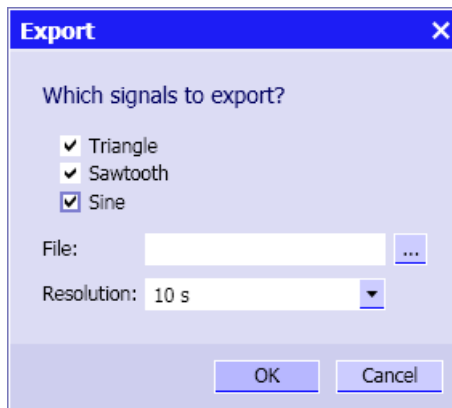 Export
Which signals to export?
Triangle
Sawtooth
Sine
File:
...
Resolution: 10 s
OK Cancel